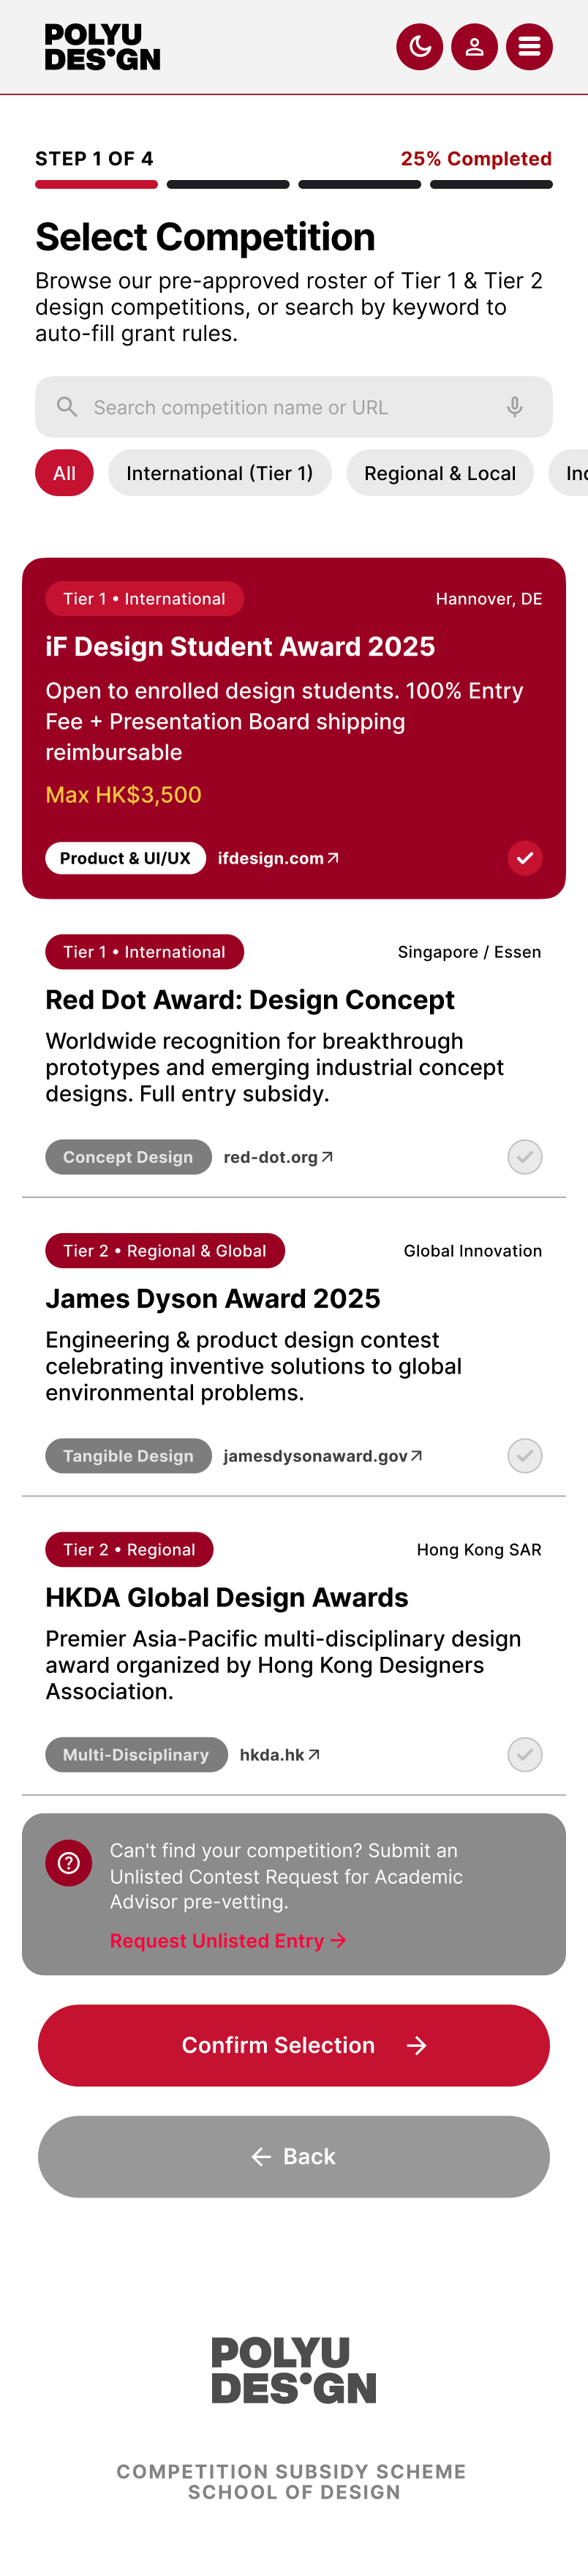 POLYU
DES•GN
STEP 1 OF 4
25% Completed
Select Competition
Browse our pre-approved roster of Tier 1 & Tier 2
design competitions, or search by keyword to
auto-fill grant rules.
Search competition name or URL
All
International (Tier 1)
Regional & Local
Tier 1 • International
Hannover, DE
iF Design Student Award 2025
Open to enrolled design students. 100% Entry
Fee + Presentation Board shipping
reimbursable
Max HK$3,500
Product & UI/UX
ifdesign.com
Tier 1 • International
Singapore / Essen
Red Dot Award: Design Concept
Worldwide recognition for breakthrough
prototypes and emerging industrial concept
designs. Full entry subsidy.
Concept Design
red-dot.org
Tier 2 • Regional & Global
Global Innovation
James Dyson Award 2025
Engineering & product design contest
celebrating inventive solutions to global
environmental problems.
Tangible Design
jamesdysonaward.gov
Tier 2 • Regional
Hong Kong SAR
HKDA Global Design Awards
Premier Asia-Pacific multi-disciplinary design
award organized by Hong Kong Designers
Association.
Multi-Disciplinary
hkda.hk
Can't find your competition? Submit an
Unlisted Contest Request for Academic
Advisor pre-vetting.
Request Unlisted Entry →
Confirm Selection →
← Back
POLYU
DES•GN
COMPETITION SUBSIDY SCHEME
SCHOOL OF DESIGN